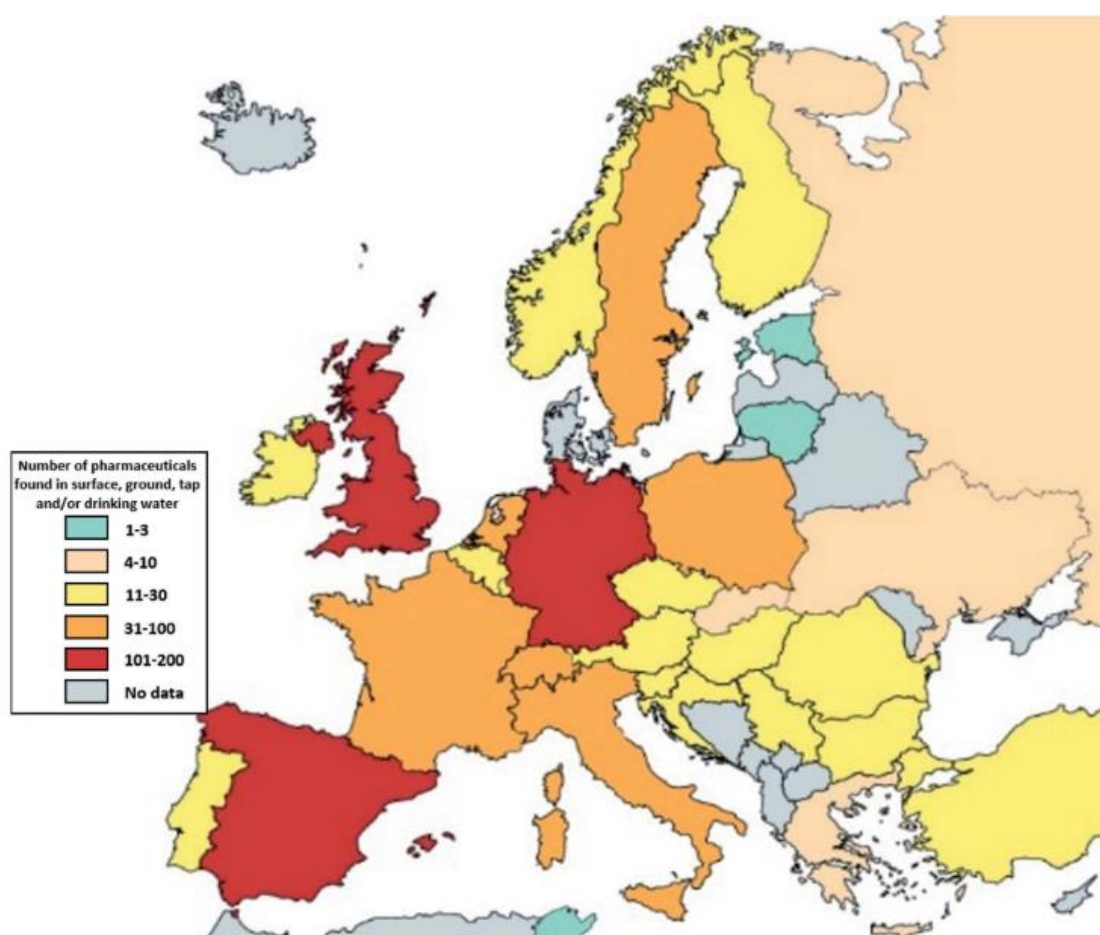 Number of pharmaceuticals
found in surface, ground, tap
and/or drinking water
1-3
4-10
11-30
31-100
101-200
No data